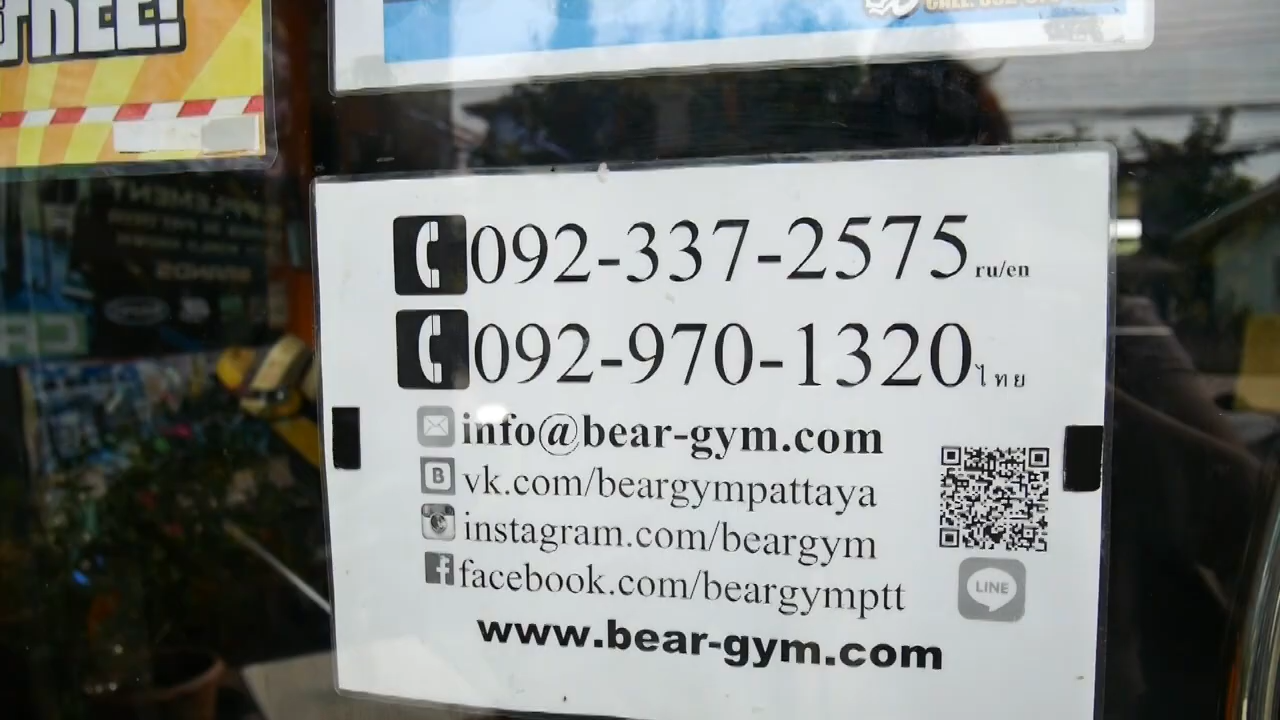 FREE!
092-337-2575 ru/en
092-970-1320 ไทย
info@bear-gym.com
vk.com/beargympattaya
instagram.com/beargym
facebook.com/beargymptt
LINE
www.bear-gym.com